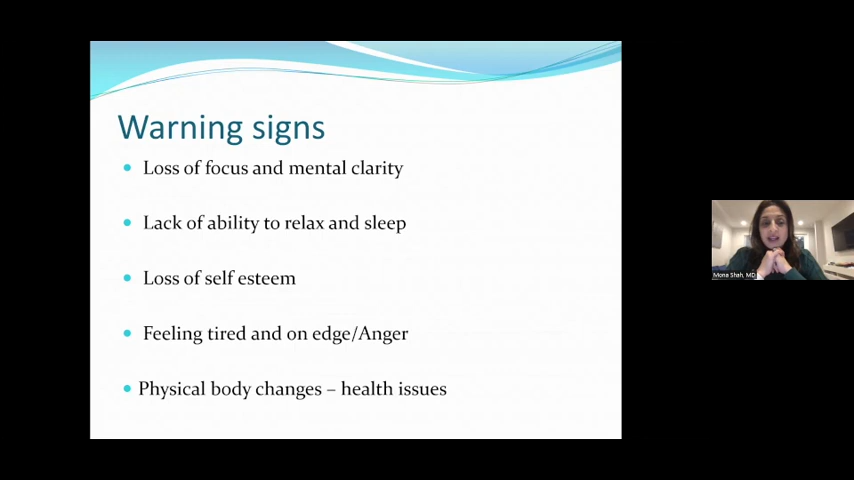 Warning signs
Loss of focus and mental clarity
Lack of ability to relax and sleep
Loss of self esteem
Feeling tired and on edge/Anger
Physical body changes – health issues
Mona Shah, MD